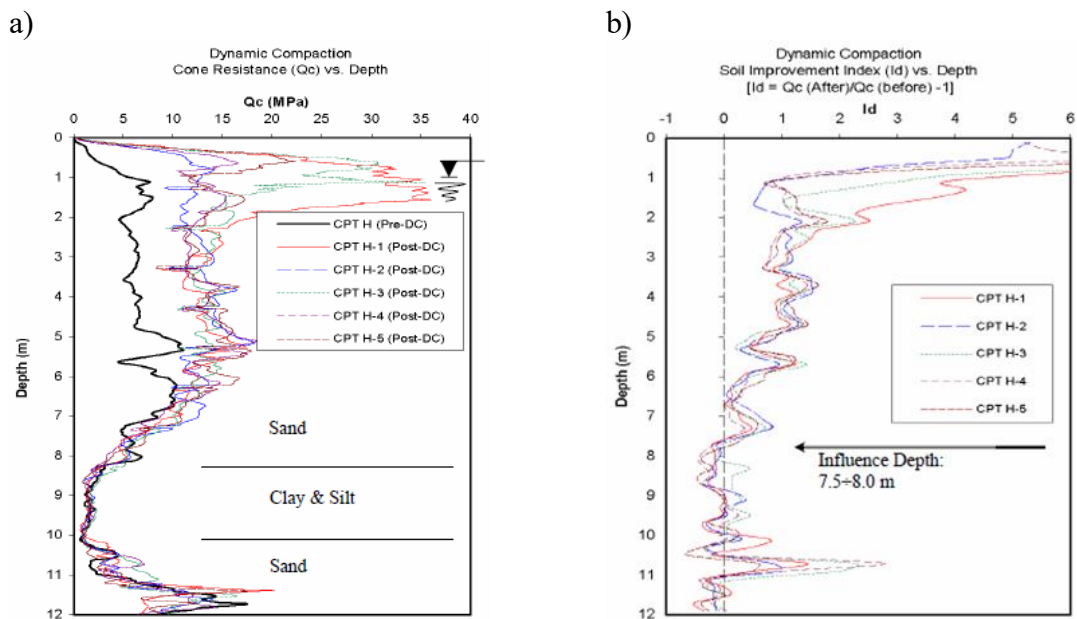 a)
Dynamic Compaction
Cone Resistance (Qc) vs. Depth
Qc (MPa)
0 5 10 15 20 25 30 35 40
0
1
2
3
4
5
6
7
8
9
10
11
12
Depth (m)
CPT H (Pre-DC)
CPT H-1 (Post-DC)
CPT H-2 (Post-DC)
CPT H-3 (Post-DC)
CPT H-4 (Post-DC)
CPT H-5 (Post-DC)
Sand
Clay & Silt
Sand
b)
Dynamic Compaction
Soil Improvement Index (Id) vs. Depth
[Id = Qc (After)/Qc (before) -1]
Id
-1 0 1 2 3 4 5 6
0
1
2
3
4
5
6
7
8
9
10
11
12
Depth (m)
CPT H-1
CPT H-2
CPT H-3
CPT H-4
CPT H-5
Influence Depth:
7.5÷8.0 m